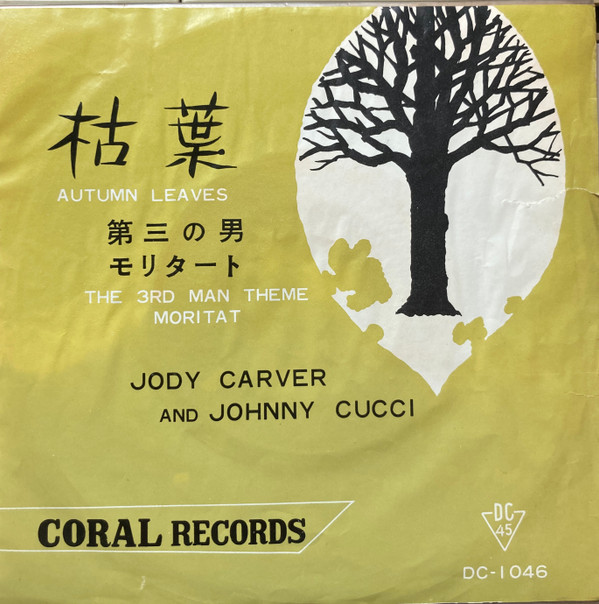 枯葉
AUTUMN LEAVES
第三の男
モリタート
THE 3RD MAN THEME
MORITAT
JODY CARVER
AND JOHNNY CUCCI
CORAL RECORDS
DC
45
DC-1046